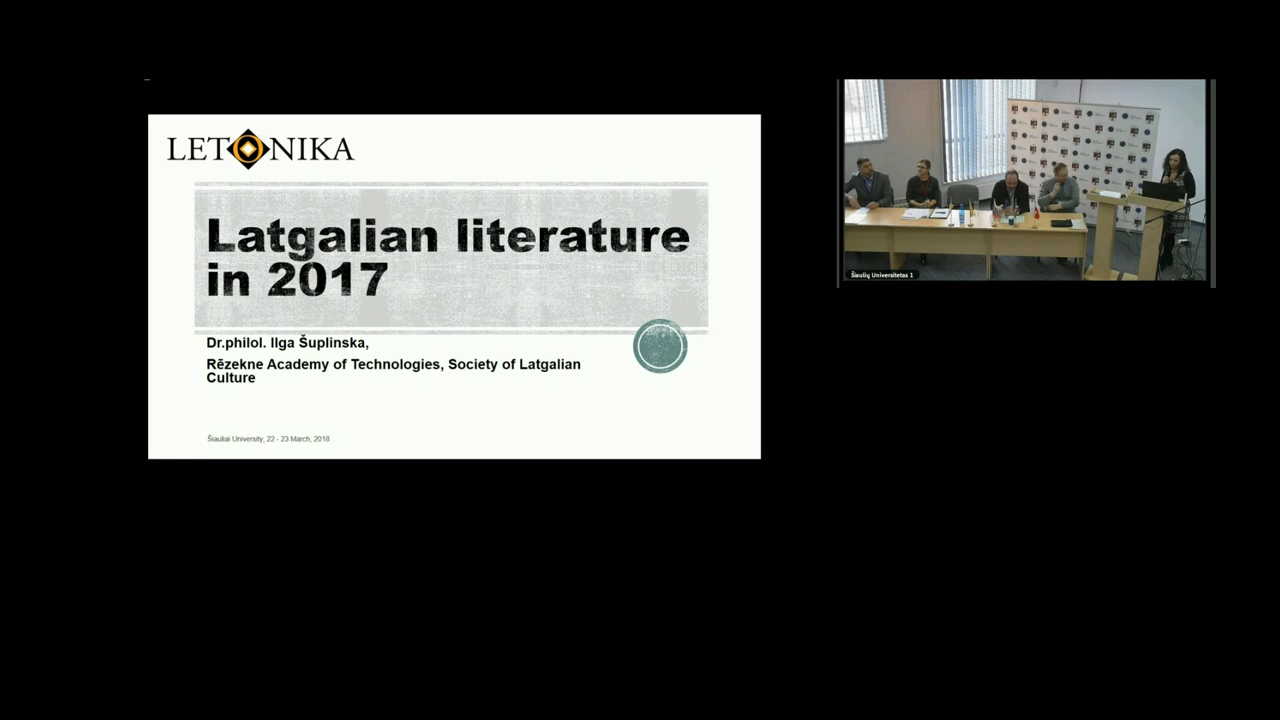 LETONIKA
Latgalian literature
in 2017
Dr.philol. Ilga Šuplinska,
Rēzekne Academy of Technologies, Society of Latgalian
Culture
Šiauliai University, 22 - 23 March, 2018
Šiaulių Universitetas 1